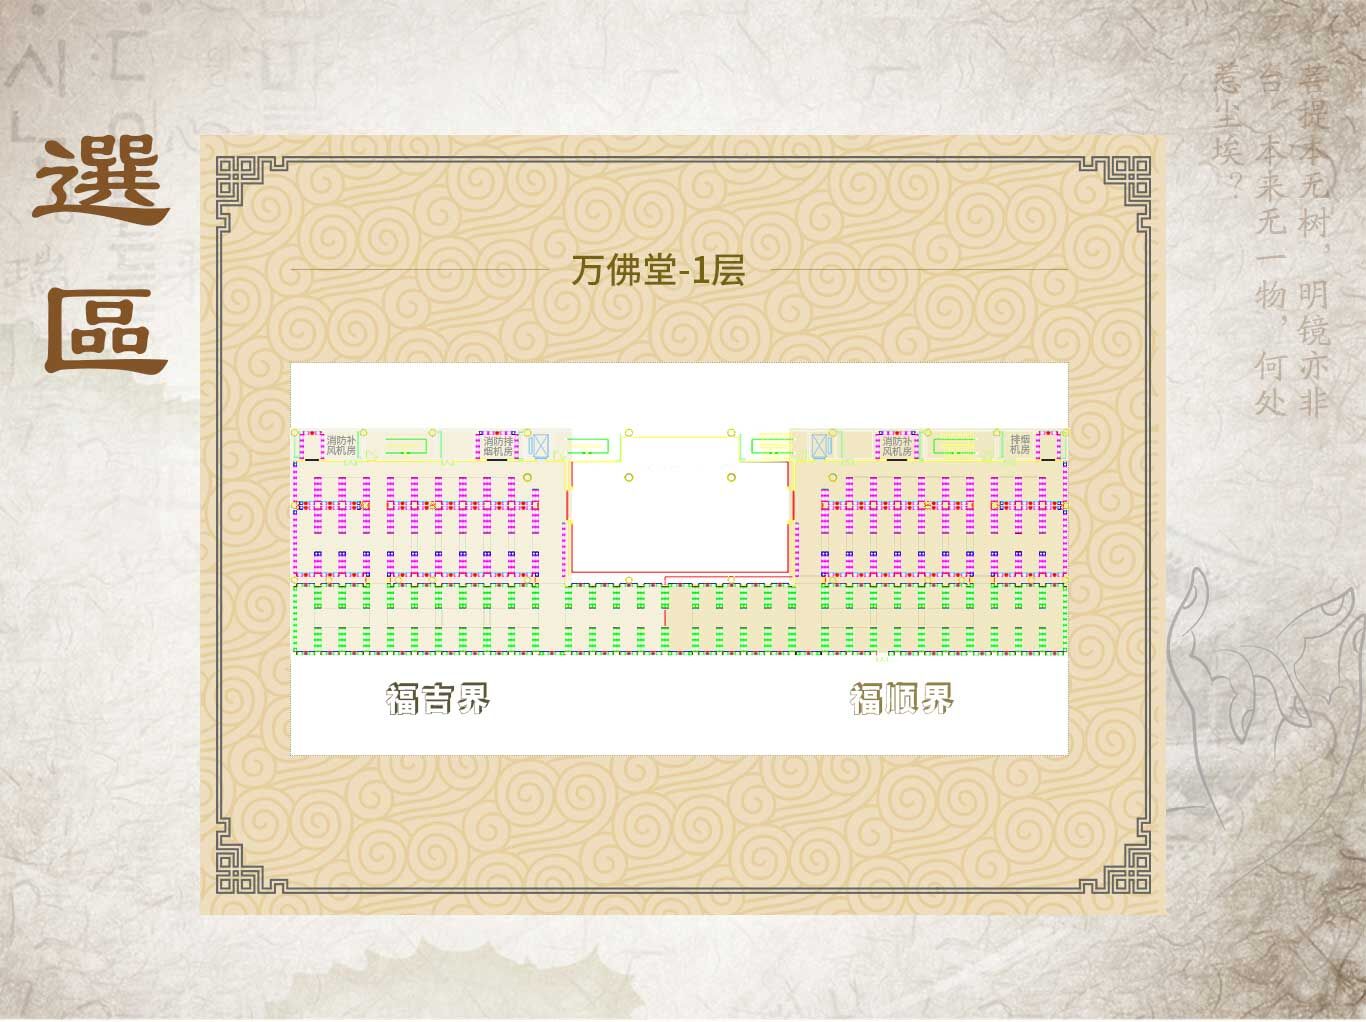 選
區
万佛堂-1层
消防补
风机房
消防排
烟机房
消防补
风机房
排烟
机房
福吉界
福顺界
菩提本无树，明镜亦非
台，本来无一物，何处
惹尘埃？